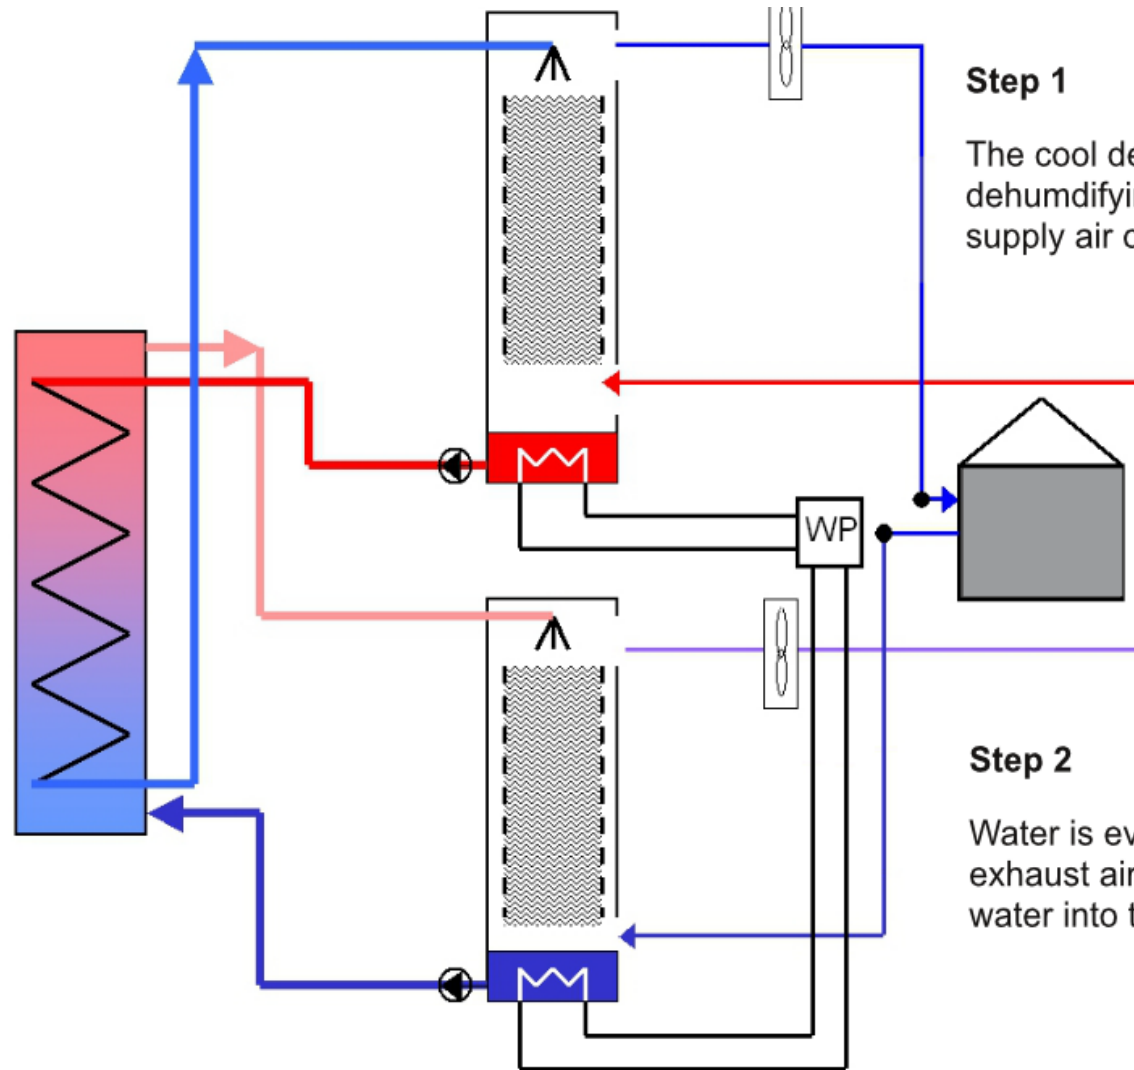 Step 1
The cool de
dehumdifyi
supply air
WP
Step 2
Water is ev
exhaust air
water into t